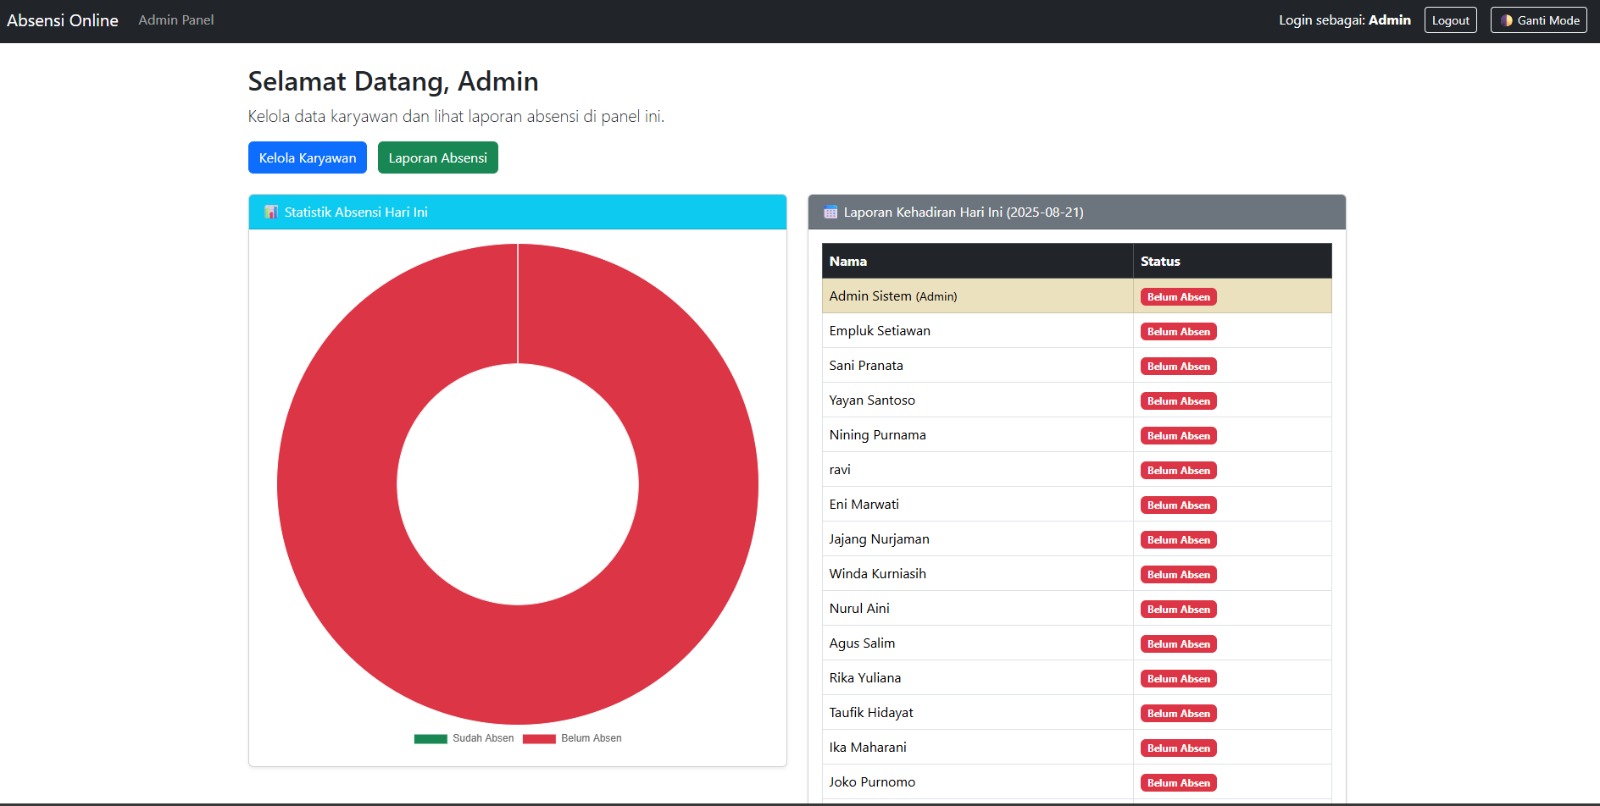 Absensi Online Admin Panel Login sebagai: Admin Logout Ganti Mode
Selamat Datang, Admin
Kelola data karyawan dan lihat laporan absensi di panel ini.
Kelola Karyawan Laporan Absensi
Statistik Absensi Hari Ini
Sudah Absen Belum Absen
Laporan Kehadiran Hari Ini (2025-08-21)
Nama Status
Admin Sistem (Admin) Belum Absen
Empluk Setiawan Belum Absen
Sani Pranata Belum Absen
Yayan Santoso Belum Absen
Nining Purnama Belum Absen
ravi Belum Absen
Eni Marwati Belum Absen
Jajang Nurjaman Belum Absen
Winda Kurniasih Belum Absen
Nurul Aini Belum Absen
Agus Salim Belum Absen
Rika Yuliana Belum Absen
Taufik Hidayat Belum Absen
Ika Maharani Belum Absen
Joko Purnomo Belum Absen